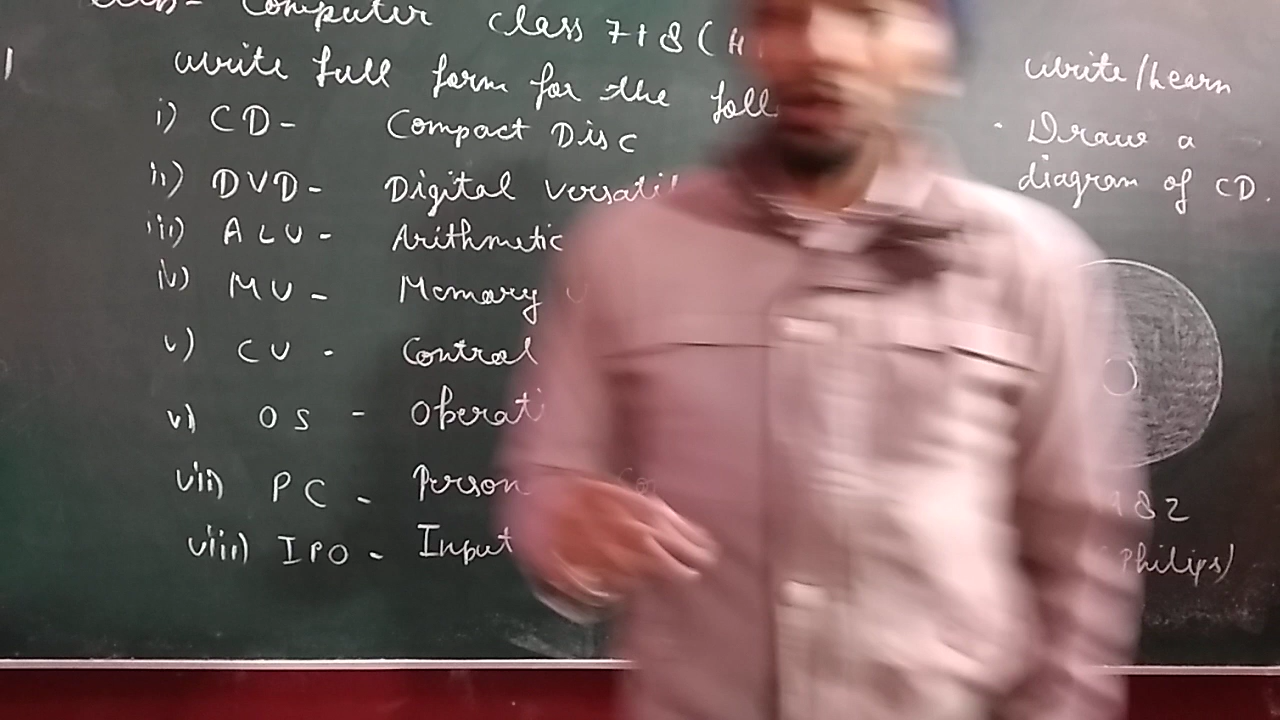 Computer class 7+8 (H
write full form for the foll
i) CD- Compact Disc
ii) DVD- Digital versatil
iii) ALU - Arithmetic
iv) MU - Memory U
v) CU - Control
vi) OS - Operati
vii) PC - Person Co
viii) IPO - Input
write/Learn
· Draw a
diagram of CD.
1 & 2
(Philips)